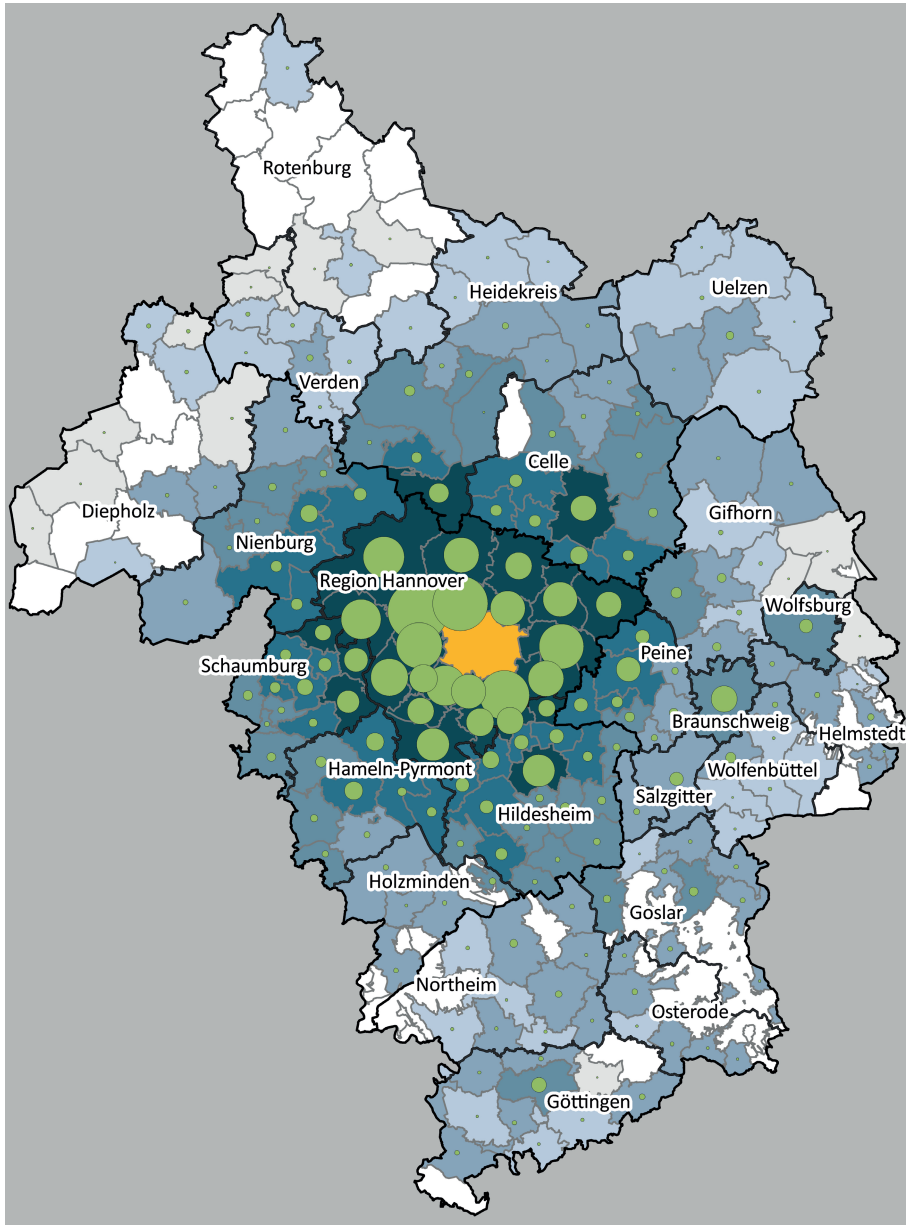 Rotenburg
Heidekreis
Uelzen
Verden
Celle
Diepholz
Gifhorn
Nienburg
Region Hannover
Wolfsburg
Peine
Schaumburg
Braunschweig
Helmstedt
Hameln-Pyrmont
Wolfenbüttel
Salzgitter
Hildesheim
Holzminden
Goslar
Northeim
Osterode
Göttingen